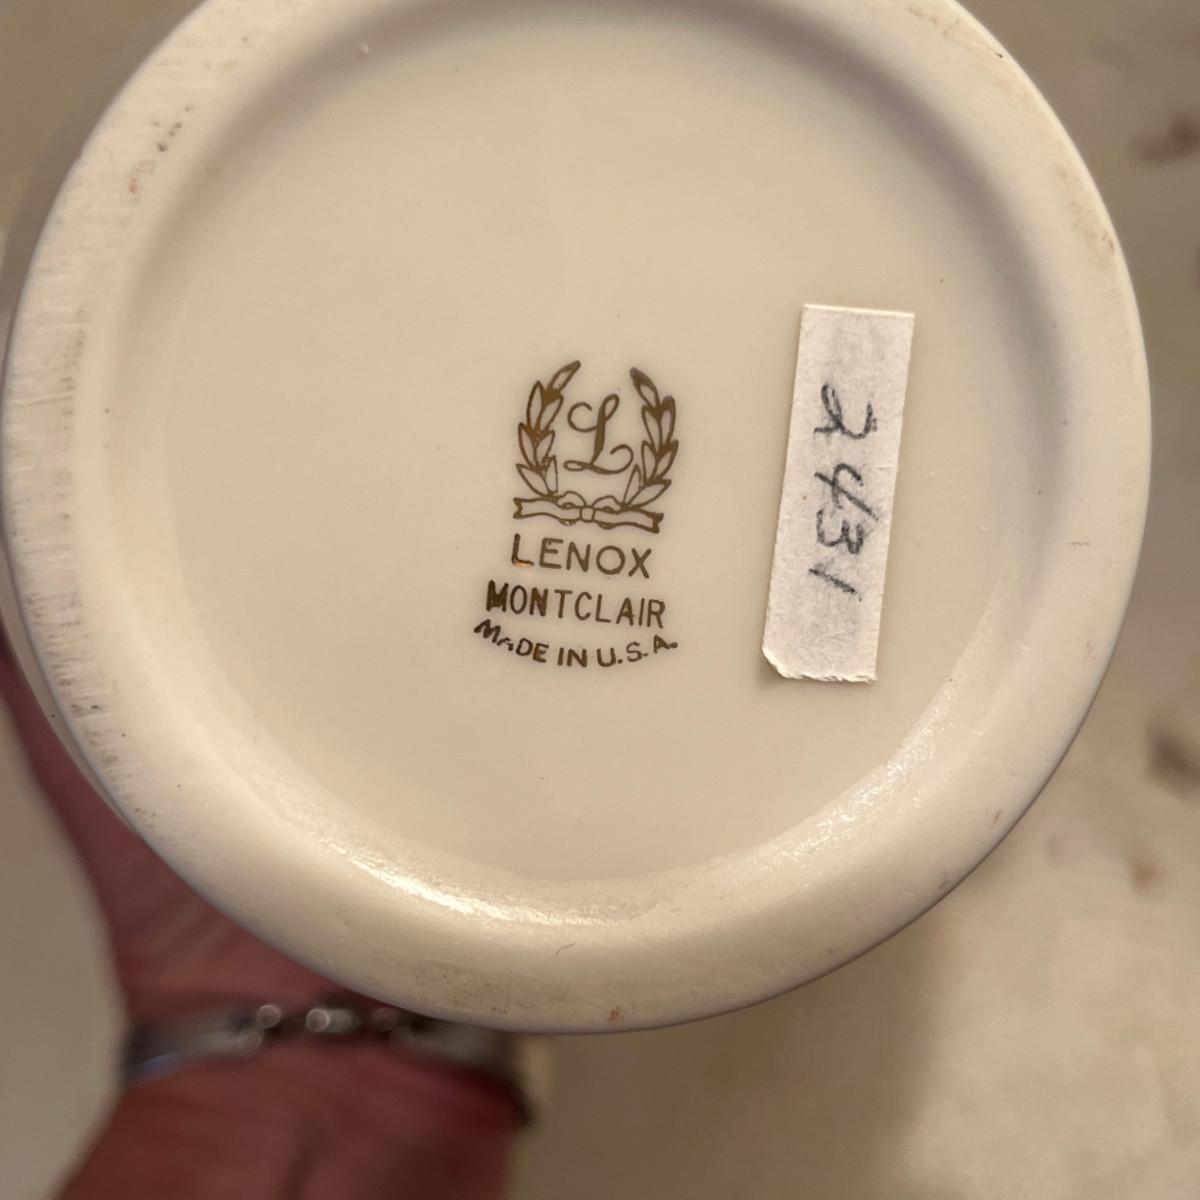 L
LENOX
MONTCLAIR
MADE IN U.S.A.
2431